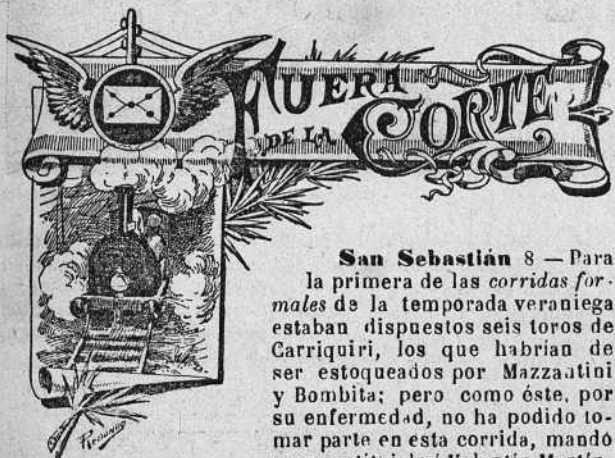 FUERA
DE LA CORTE
San Sebastián 8 — Para
la primera de las corridas for-
males de la temporada veraniega
estaban dispuestos seis toros de
Carriquiri, los que habrían de
ser estoqueados por Mazzantini
y Bombita; pero como éste, por
su enfermedad, no ha podido to-
mar parte en esta corrida, mandó
Redondo